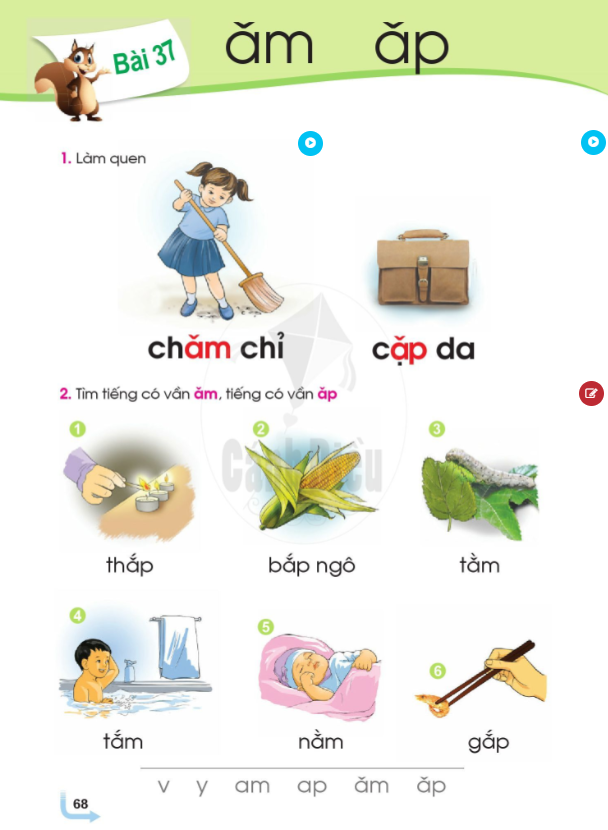 Bài 37
ăm ăp
1. Làm quen
chăm chỉ
cặp da
2. Tìm tiếng có vần ăm, tiếng có vần ăp
Cánh Diều
1
2
3
thắp
bắp ngô
tằm
4
5
6
tắm
nằm
gắp
v y am ap ăm ăp
68